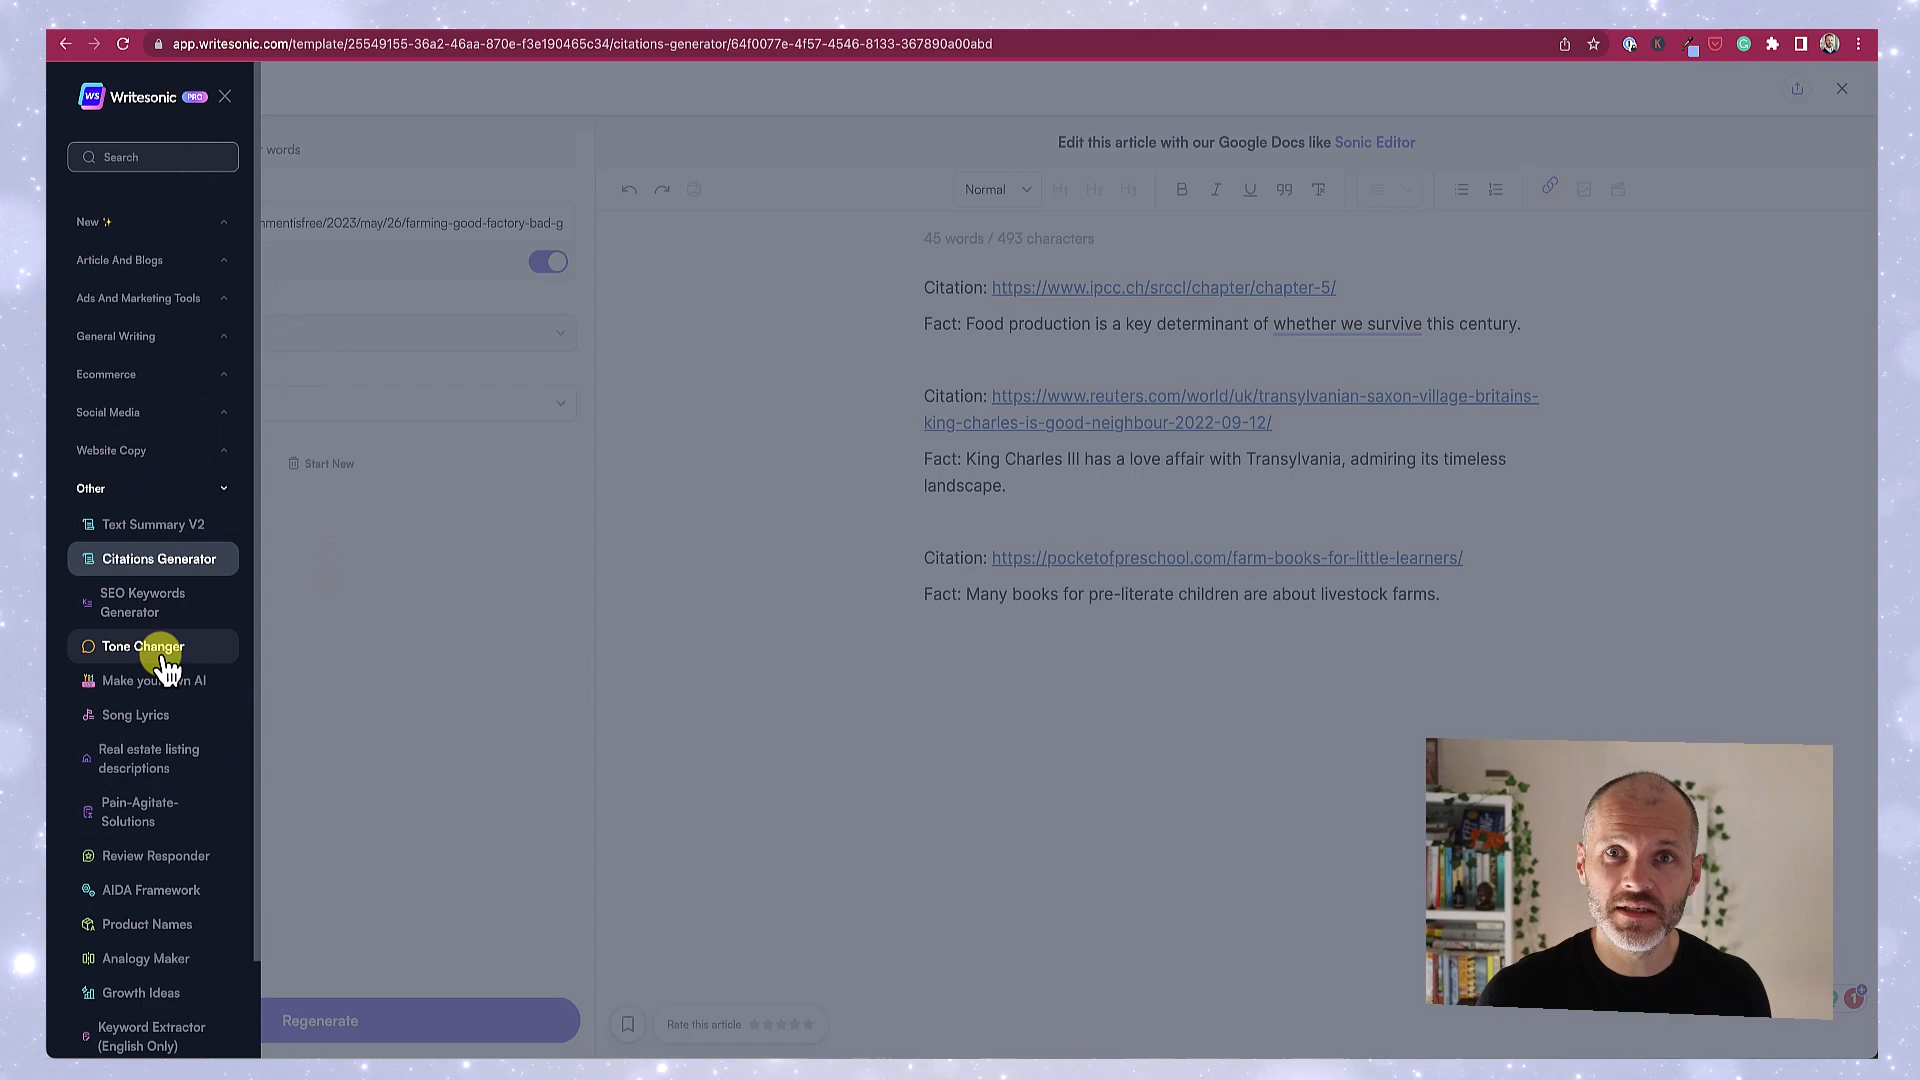 app.writesonic.com/template/25549155-36a2-46aa-870e-f3e190465c34/citations-generator/64f0077e-4f57-4546-8133-367890a00abd
WS Writesonic PRO
Search
New
Article And Blogs
Ads And Marketing Tools
General Writing
Ecommerce
Social Media
Website Copy
Other
Text Summary V2
Citations Generator
SEO Keywords
Generator
Tone Changer
Make AI
Song Lyrics
Real estate listing
descriptions
Pain-Agitate-
Solutions
Review Responder
AIDA Framework
Product Names
Analogy Maker
Growth Ideas
Keyword Extractor
(English Only)
words
mentisfree/2023/may/26/farming-good-factory-bad-g
Start New
Regenerate
Edit this article with our Google Docs like Sonic Editor
Normal H1 H2 H3 B I U
45 words / 493 characters
Citation: https://www.ipcc.ch/srccl/chapter/chapter-5/
Fact: Food production is a key determinant of whether we survive this century.
Citation: https://www.reuters.com/world/uk/transylvanian-saxon-village-britains-
king-charles-is-good-neighbour-2022-09-12/
Fact: King Charles III has a love affair with Transylvania, admiring its timeless
landscape.
Citation: https://pocketofpreschool.com/farm-books-for-little-learners/
Fact: Many books for pre-literate children are about livestock farms.
Rate this article
1